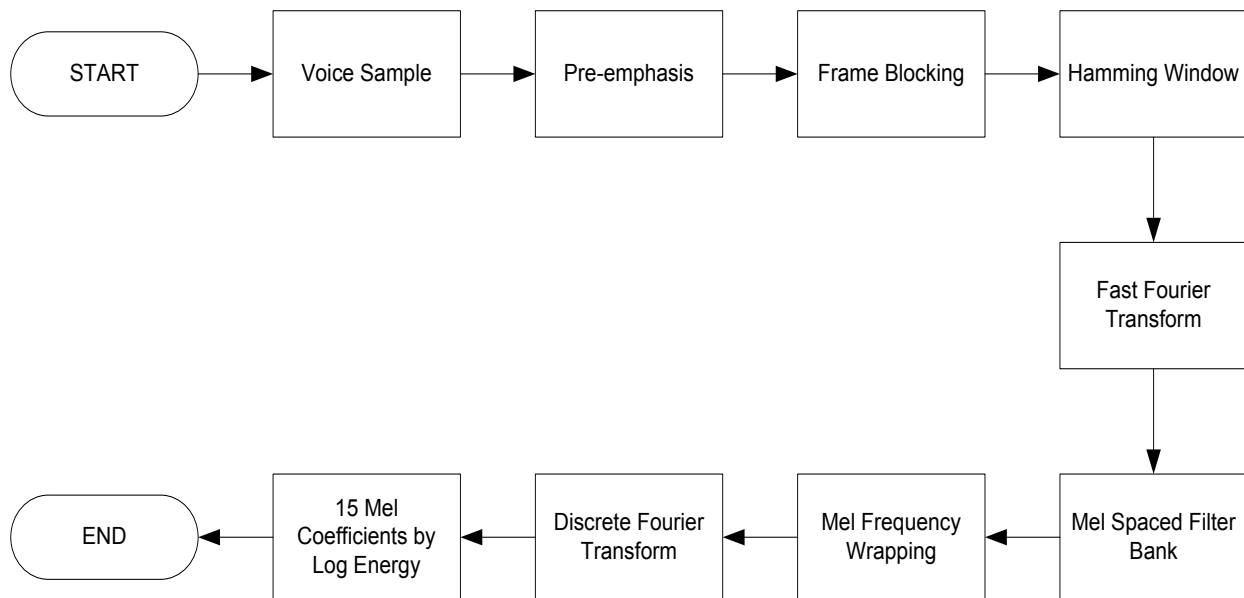 START
Voice Sample
Pre-emphasis
Frame Blocking
Hamming Window
Fast Fourier
Transform
Mel Spaced Filter
Bank
Mel Frequency
Wrapping
Discrete Fourier
Transform
15 Mel
Coefficients by
Log Energy
END